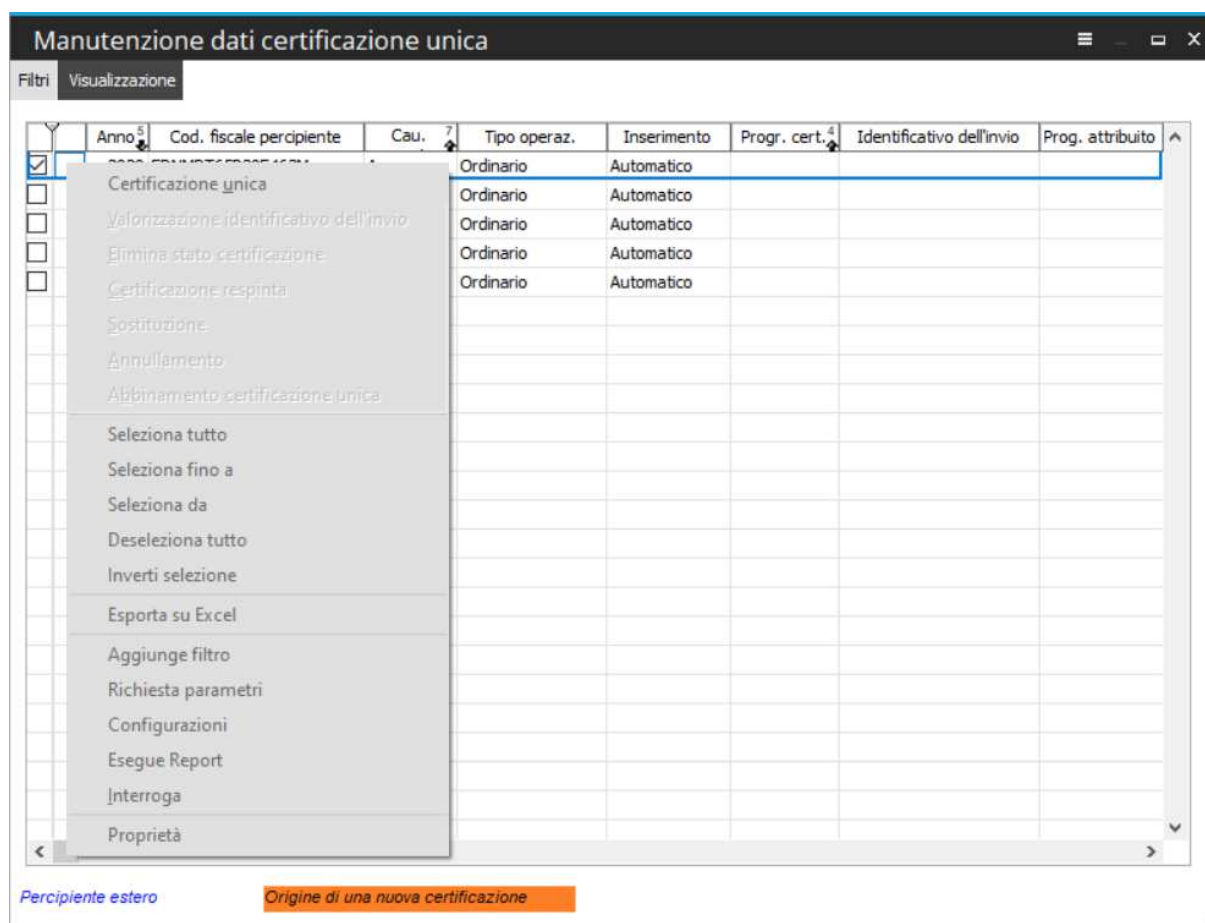 Manutenzione dati certificazione unica
Filtri Visualizzazione
Anno 5 Cod. fiscale percipiente Cau. 7 Tipo operaz. Inserimento Progr. cert. 4 Identificativo dell'invio Prog. attribuito
Ordinario Automatico
Ordinario Automatico
Ordinario Automatico
Ordinario Automatico
Ordinario Automatico
Certificazione unica
Valorizzazione identificativo dell'invio
Elimina stato certificazione
Certificazione respinta
Sostituzione
Annullamento
Abbinamento certificazione unica
Seleziona tutto
Seleziona fino a
Seleziona da
Deseleziona tutto
Inverti selezione
Esporta su Excel
Aggiunge filtro
Richiesta parametri
Configurazioni
Esegue Report
Interroga
Proprietà
Percipiente estero Origine di una nuova certificazione